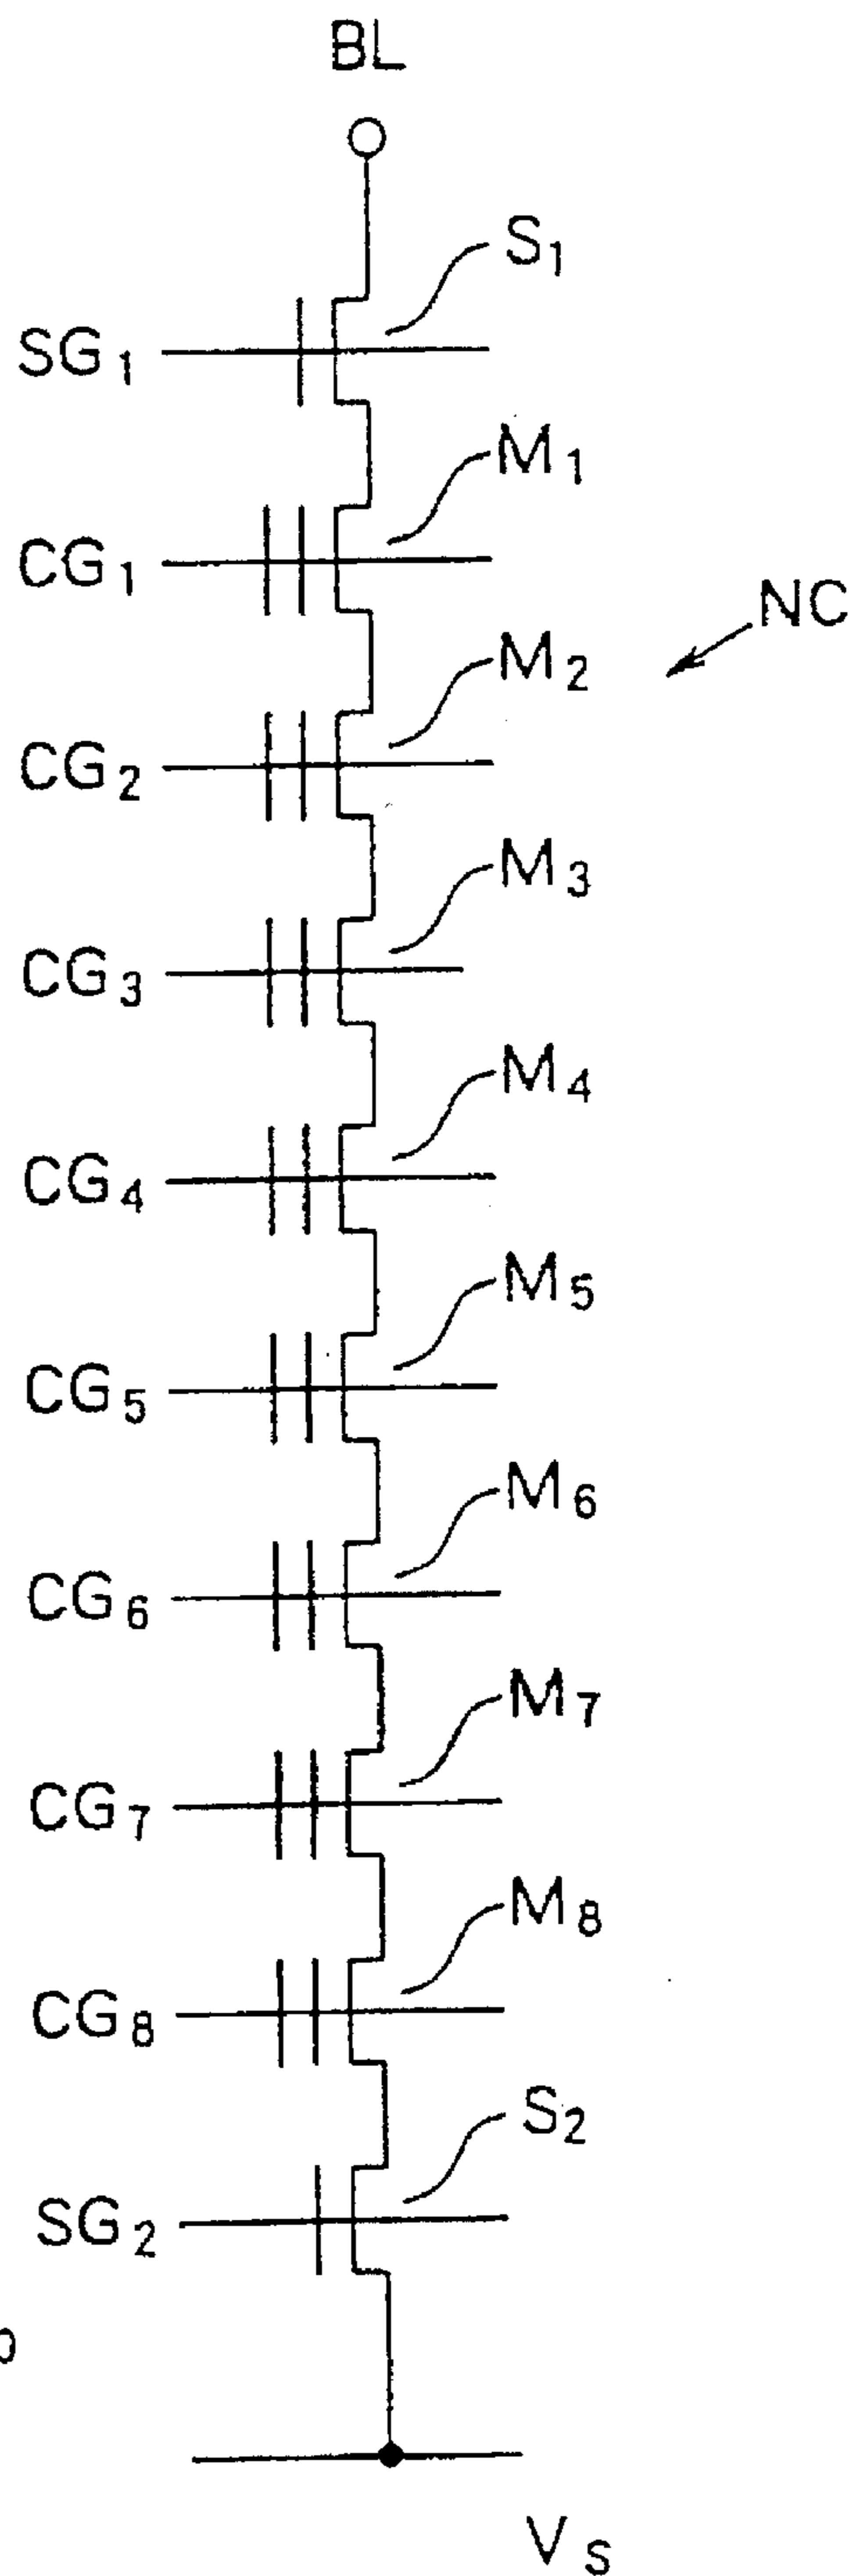 BL
S₁
SG₁
M₁
CG₁
NC
M₂
CG₂
M₃
CG₃
M₄
CG₄
M₅
CG₅
M₆
CG₆
M₇
CG₇
M₈
CG₈
S₂
SG₂
Vₛ